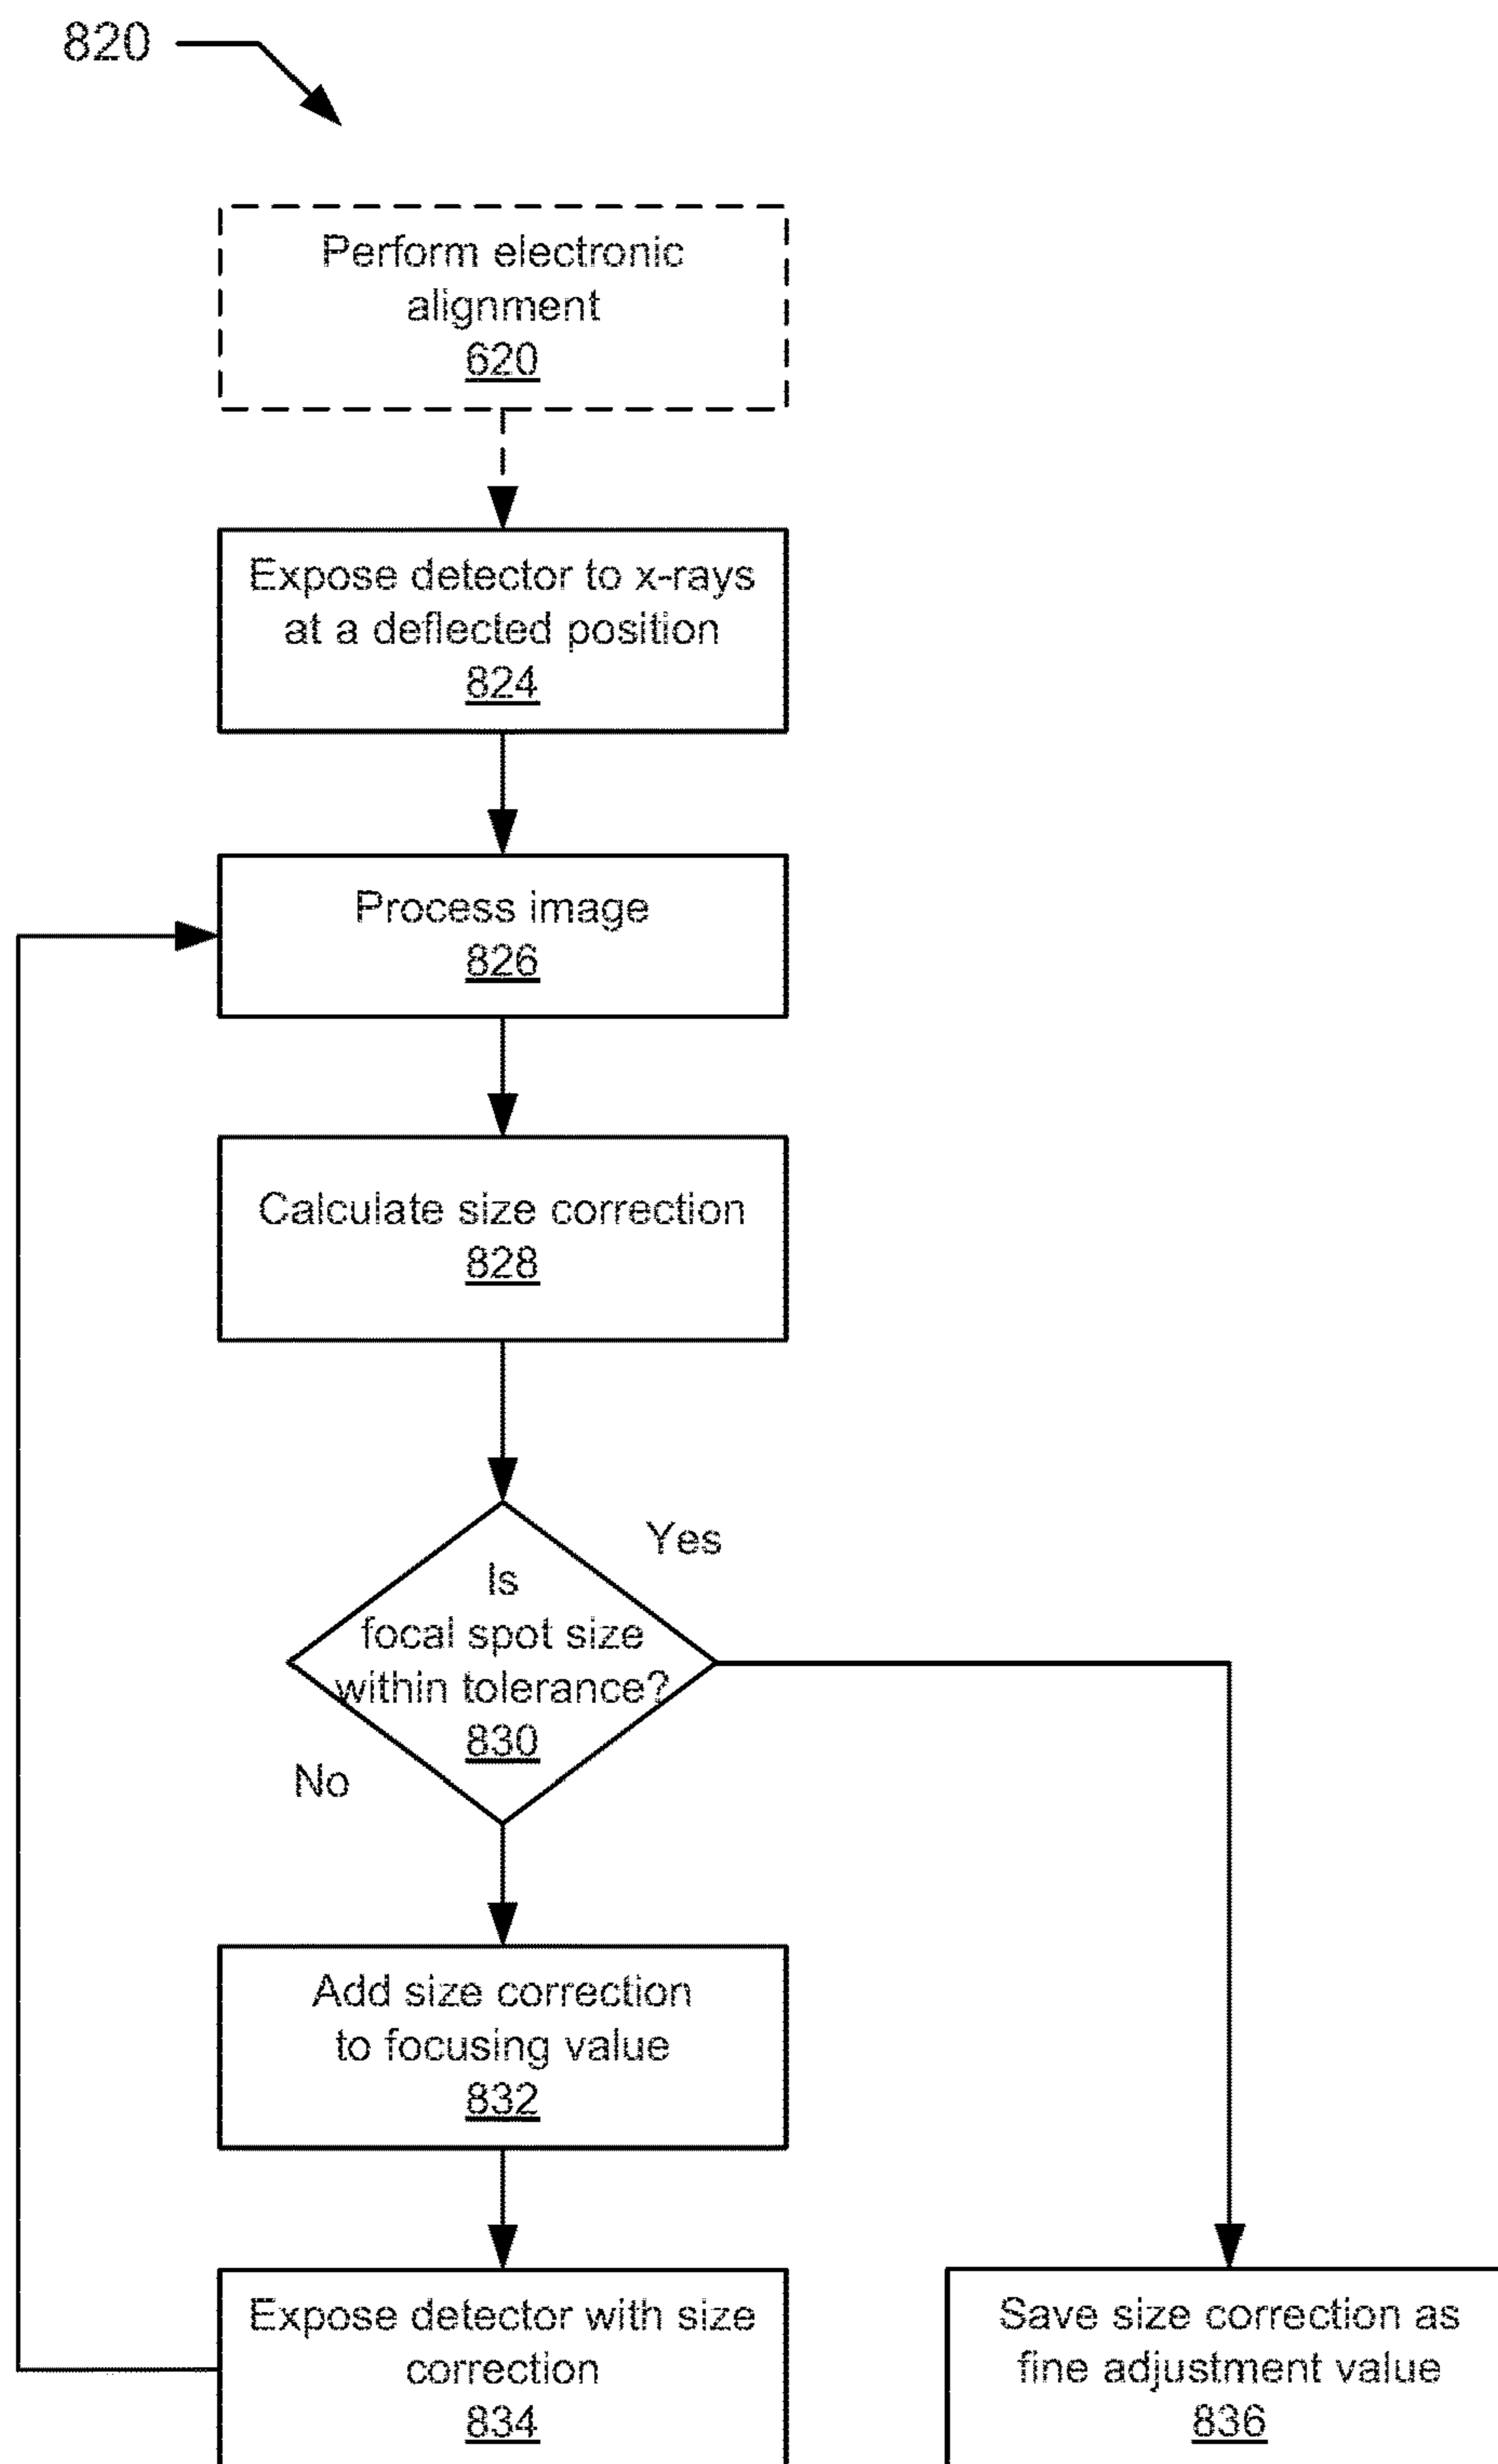 820
Perform electronic
alignment
620
Expose detector to x-rays
at a deflected position
824
Process image
826
Calculate size correction
828
Is
focal spot size
within tolerance?
830
Yes
No
Add size correction
to focusing value
832
Expose detector with size
correction
834
Save size correction as
fine adjustment value
836